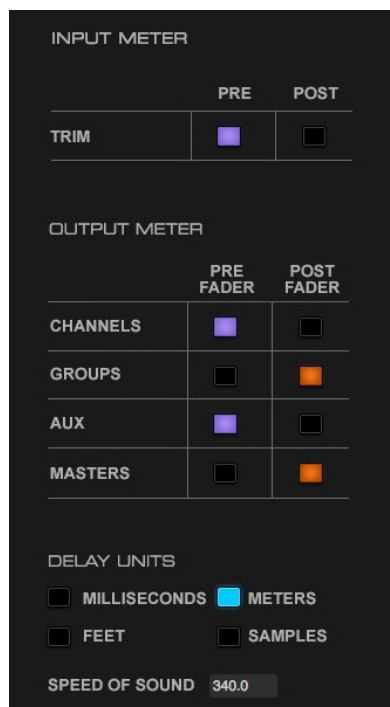 INPUT METER
PRE POST
TRIM
OUTPUT METER
PRE FADER POST FADER
CHANNELS
GROUPS
AUX
MASTERS
DELAY UNITS
MILLISECONDS METERS
FEET SAMPLES
SPEED OF SOUND 340.0